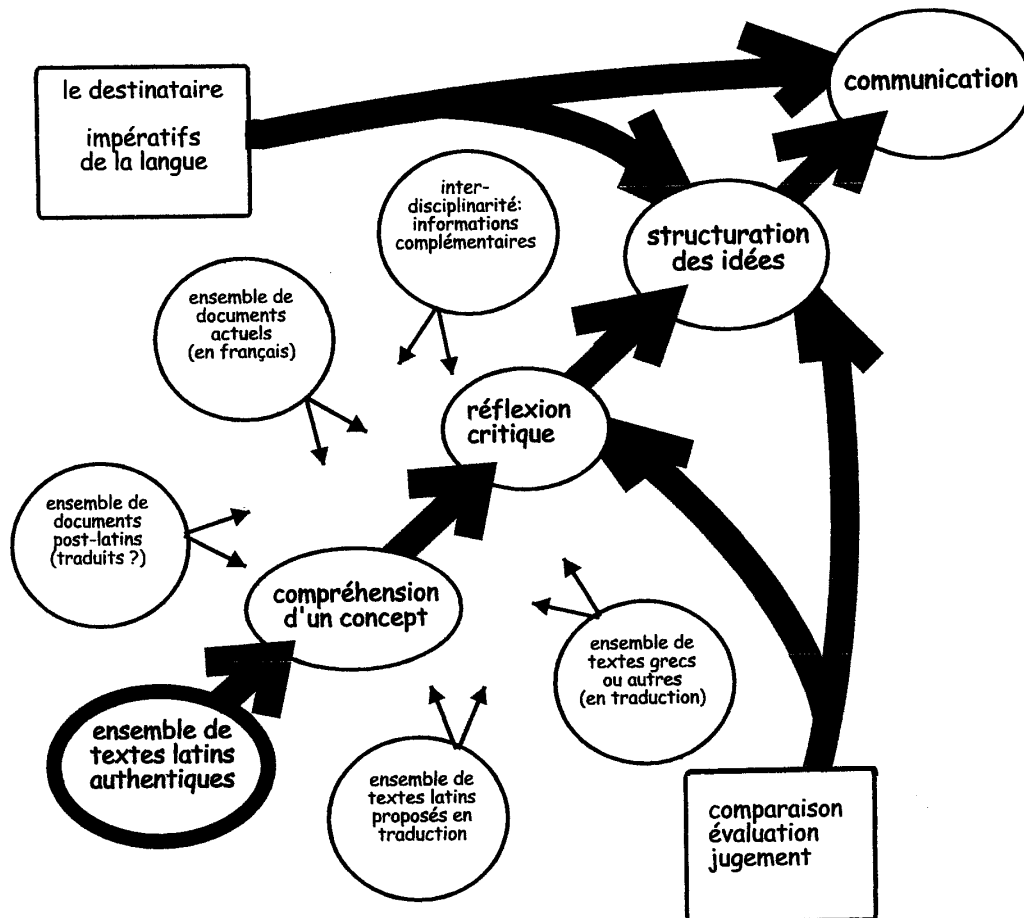 le destinataire
impératifs
de la langue
communication
inter-
disciplinarité:
informations
complémentaires
structuration
des idées
ensemble de
documents
actuels
(en français)
réflexion
critique
ensemble de
documents
post-latins
(traduits ?)
compréhension
d'un concept
ensemble de
textes grecs
ou autres
(en traduction)
ensemble de
textes latins
authentiques
ensemble de
textes latins
proposés en
traduction
comparaison
évaluation
jugement